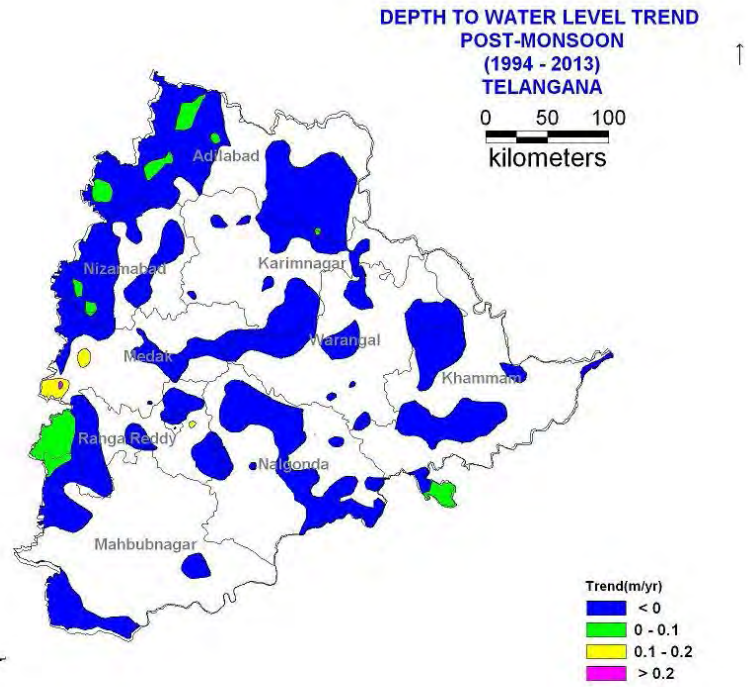 DEPTH TO WATER LEVEL TREND
POST-MONSOON
(1994 - 2013)
TELANGANA
0 50 100
kilometers
Adilabad
Nizamabad
Karimnagar
Medak
Warangal
Khammam
Ranga Reddy
Nalgonda
Mahbubnagar
Trend(m/yr)
< 0
0 - 0.1
0.1 - 0.2
> 0.2